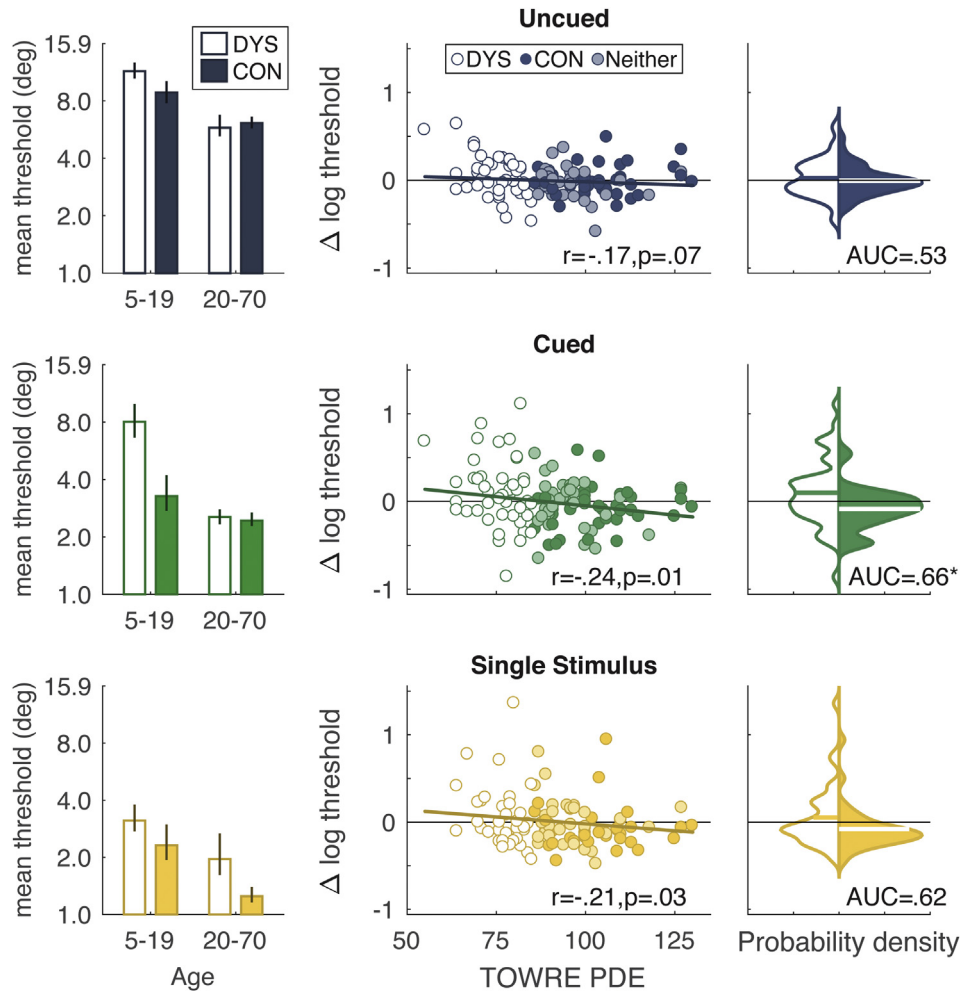 Uncued
mean threshold (deg)
15.9
8.0
4.0
2.0
1.0
DYS
CON
5-19
20-70
Δ log threshold
1
0
-1
DYS CON Neither
r=-.17,p=.07
AUC=.53
Cued
mean threshold (deg)
15.9
8.0
4.0
2.0
1.0
5-19
20-70
Δ log threshold
1
0
-1
r=-.24,p=.01
AUC=.66*
Single Stimulus
mean threshold (deg)
15.9
8.0
4.0
2.0
1.0
5-19
20-70
Age
Δ log threshold
1
0
-1
r=-.21,p=.03
50
75
100
125
TOWRE PDE
AUC=.62
Probability density